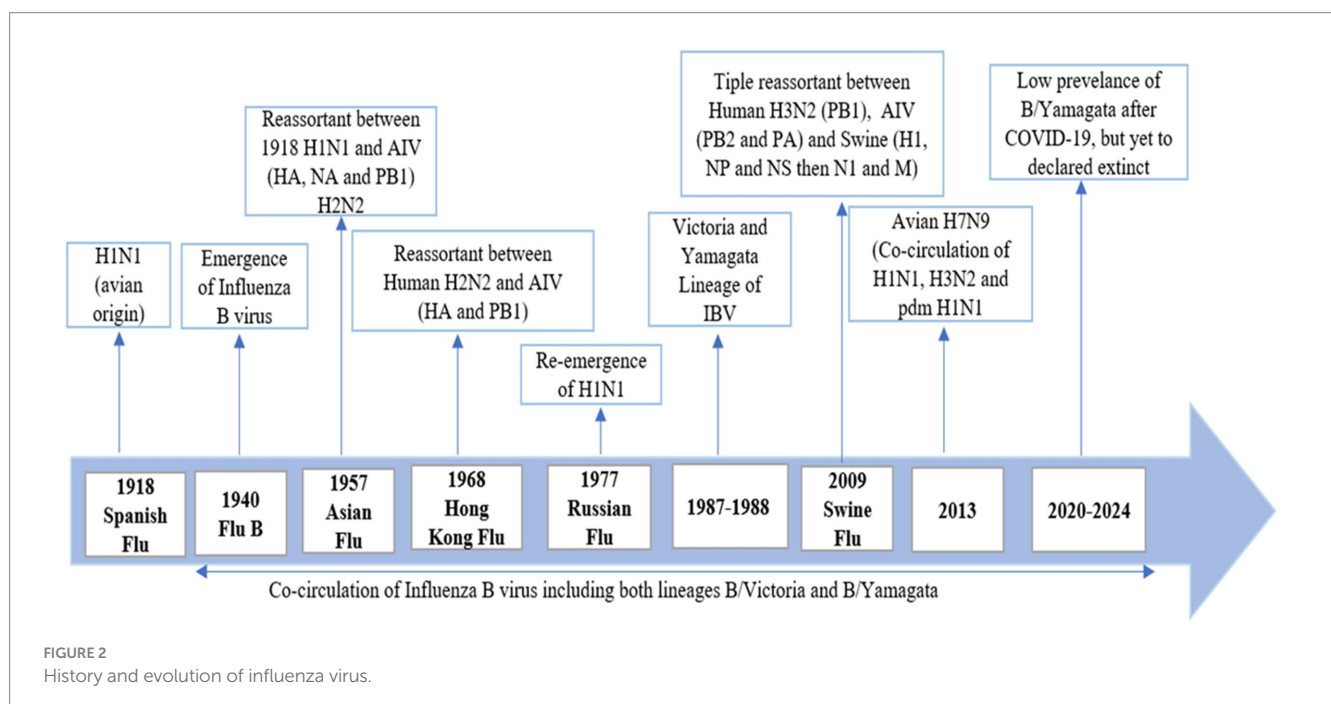 H1N1
(avian
origin)
Emergence
of Influenza
B virus
Reassortant between
1918 H1N1 and AIV
(HA, NA and PB1)
H2N2
Reassortant between
Human H2N2 and AIV
(HA and PB1)
Re-emergence
of H1N1
Victoria and
Yamagata
Lineage of
IBV
Tiple reassortant between
Human H3N2 (PB1), AIV
(PB2 and PA) and Swine (H1,
NP and NS then N1 and M)
Avian H7N9
(Co-circulation of
H1N1, H3N2 and
pdm H1N1
Low prevelance of
B/Yamagata after
COVID-19, but yet to
declared extinct
1918
Spanish
Flu
1940
Flu B
1957
Asian
Flu
1968
Hong
Kong Flu
1977
Russian
Flu
1987-1988
2009
Swine
Flu
2013
2020-2024
Co-circulation of Influenza B virus including both lineages B/Victoria and B/Yamagata
FIGURE 2
History and evolution of influenza virus.